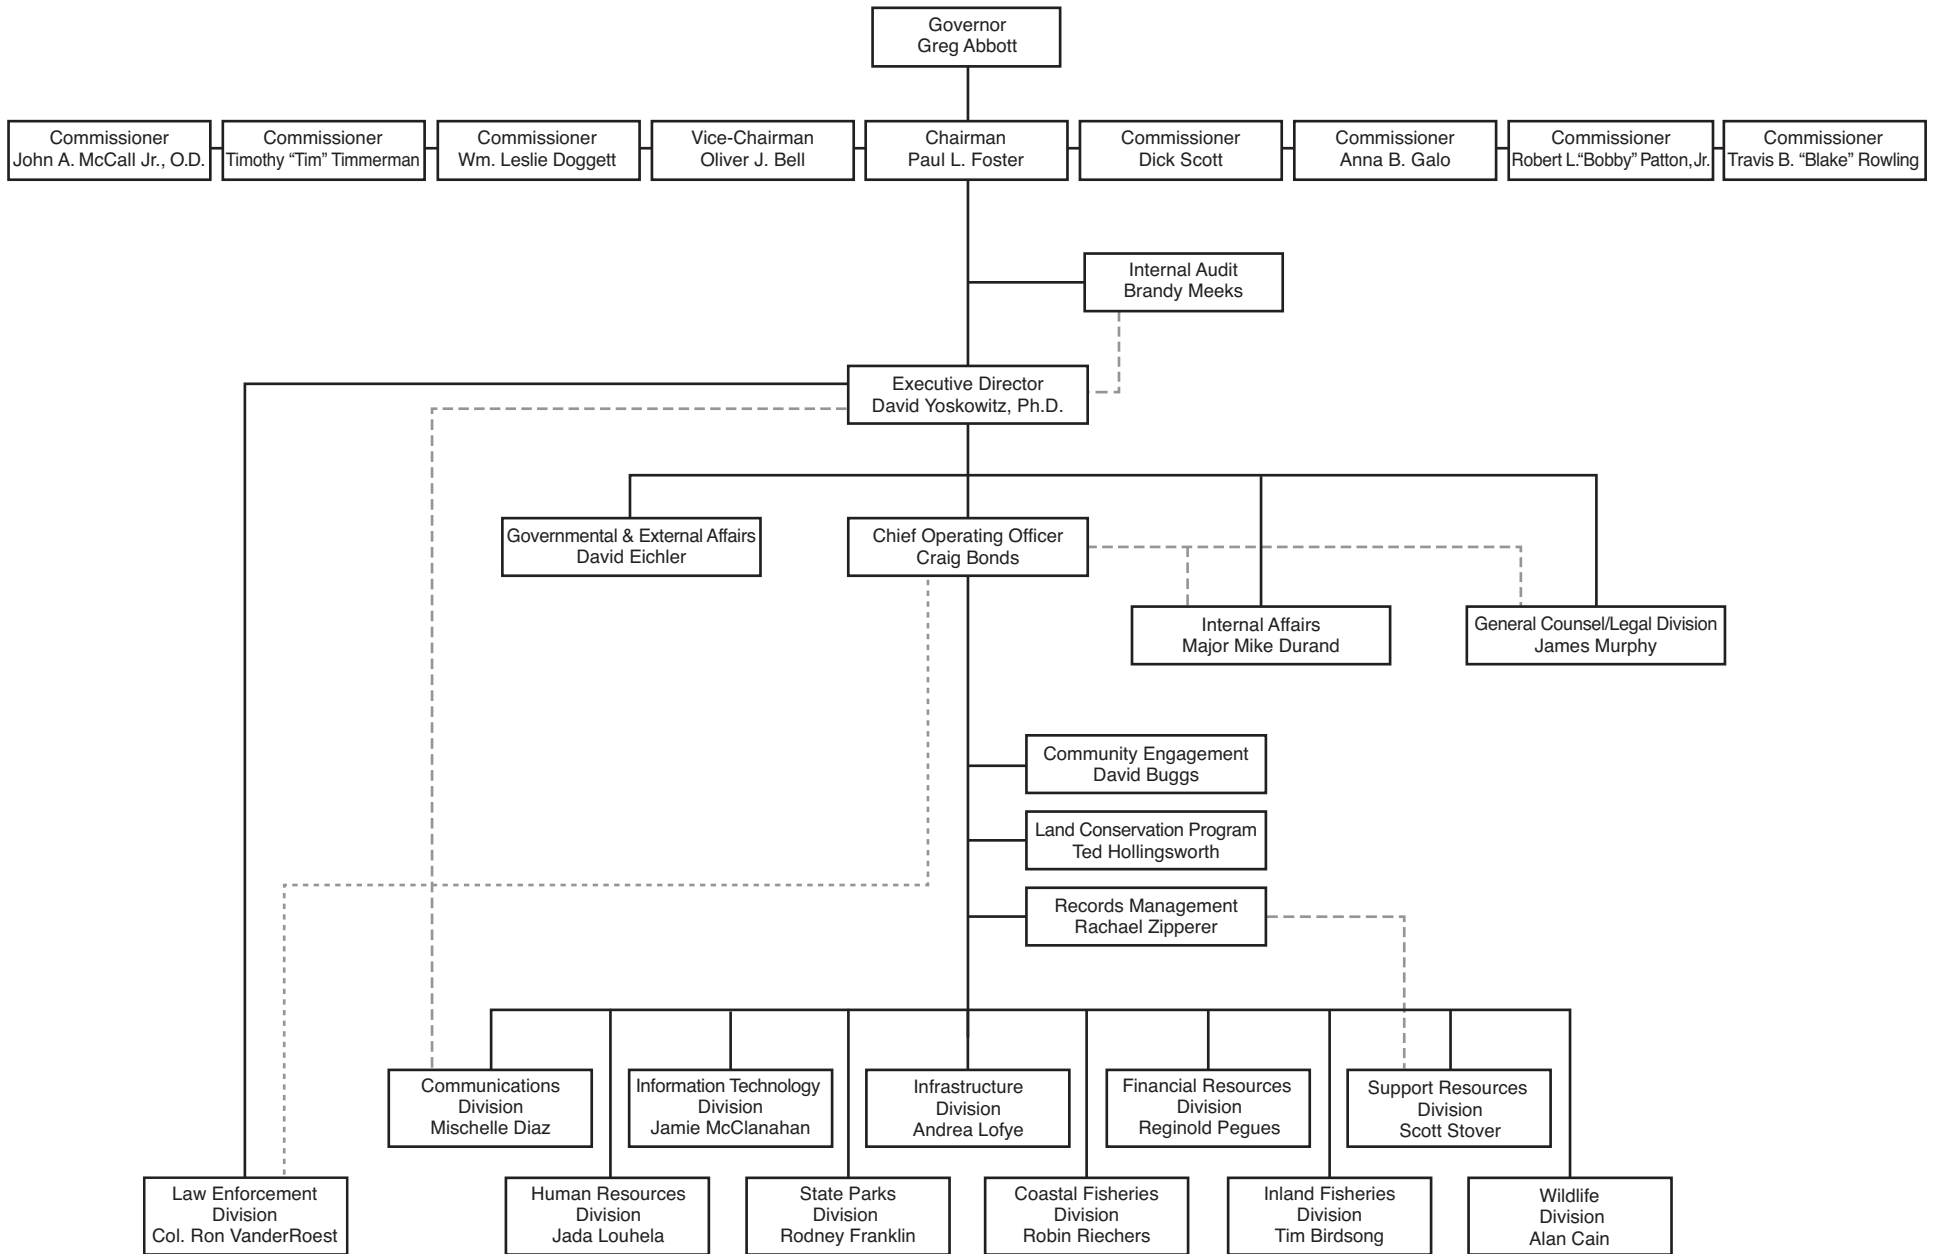 Governor
Greg Abbott
Commissioner
John A. McCall Jr., O.D.
Commissioner
Timothy “Tim” Timmerman
Commissioner
Wm. Leslie Doggett
Vice-Chairman
Oliver J. Bell
Chairman
Paul L. Foster
Commissioner
Dick Scott
Commissioner
Anna B. Galo
Commissioner
Robert L.“Bobby” Patton, Jr.
Commissioner
Travis B. “Blake” Rowling
Internal Audit
Brandy Meeks
Executive Director
David Yoskowitz, Ph.D.
Governmental & External Affairs
David Eichler
Chief Operating Officer
Craig Bonds
Internal Affairs
Major Mike Durand
General Counsel/Legal Division
James Murphy
Community Engagement
David Buggs
Land Conservation Program
Ted Hollingsworth
Records Management
Rachael Zipperer
Communications
Division
Mischelle Diaz
Information Technology
Division
Jamie McClanahan
Infrastructure
Division
Andrea Lofye
Financial Resources
Division
Reginold Pegues
Support Resources
Division
Scott Stover
Law Enforcement
Division
Col. Ron VanderRoest
Human Resources
Division
Jada Louhela
State Parks
Division
Rodney Franklin
Coastal Fisheries
Division
Robin Riechers
Inland Fisheries
Division
Tim Birdsong
Wildlife
Division
Alan Cain